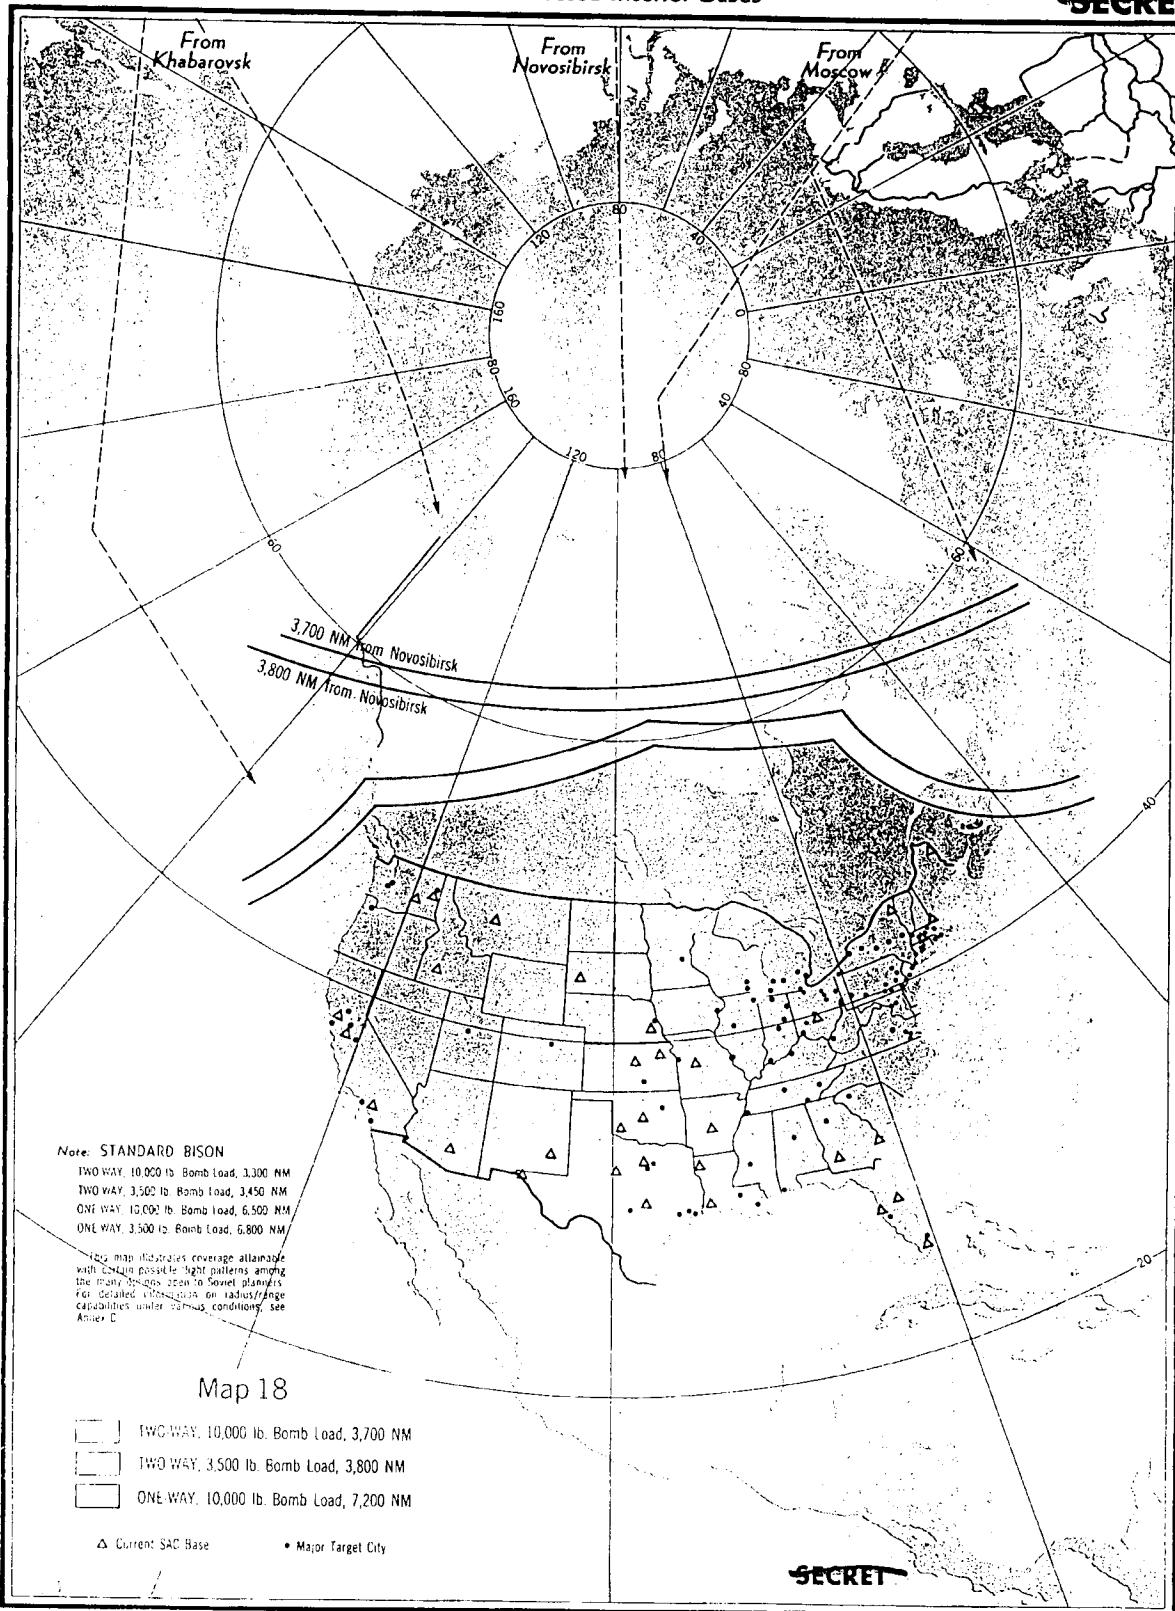 Interior Bases
SECRE
From
Khabarovsk
From
Novosibirsk
From
Moscow
80
120
40
160
0
80
80
160
40
120
80
60
60
3,700 NM from Novosibirsk
3,800 NM from Novosibirsk
40
20
Note: STANDARD BISON
TWO WAY, 10,000 lb. Bomb Load, 3,300 NM
TWO WAY, 3,500 lb. Bomb Load, 3,450 NM
ONE WAY, 10,000 lb. Bomb Load, 6,500 NM
ONE WAY, 3,500 lb. Bomb Load, 6,800 NM
This map illustrates coverage attainable
with certain possible flight patterns among
the many designs open to Soviet planners
For detailed information on radius/range
capabilities under various conditions, see
Annex C
Map 18
TWO-WAY, 10,000 lb. Bomb Load, 3,700 NM
TWO WAY, 3,500 lb. Bomb Load, 3,800 NM
ONE-WAY, 10,000 lb. Bomb Load, 7,200 NM
Current SAC Base
Major Target City
SECRET